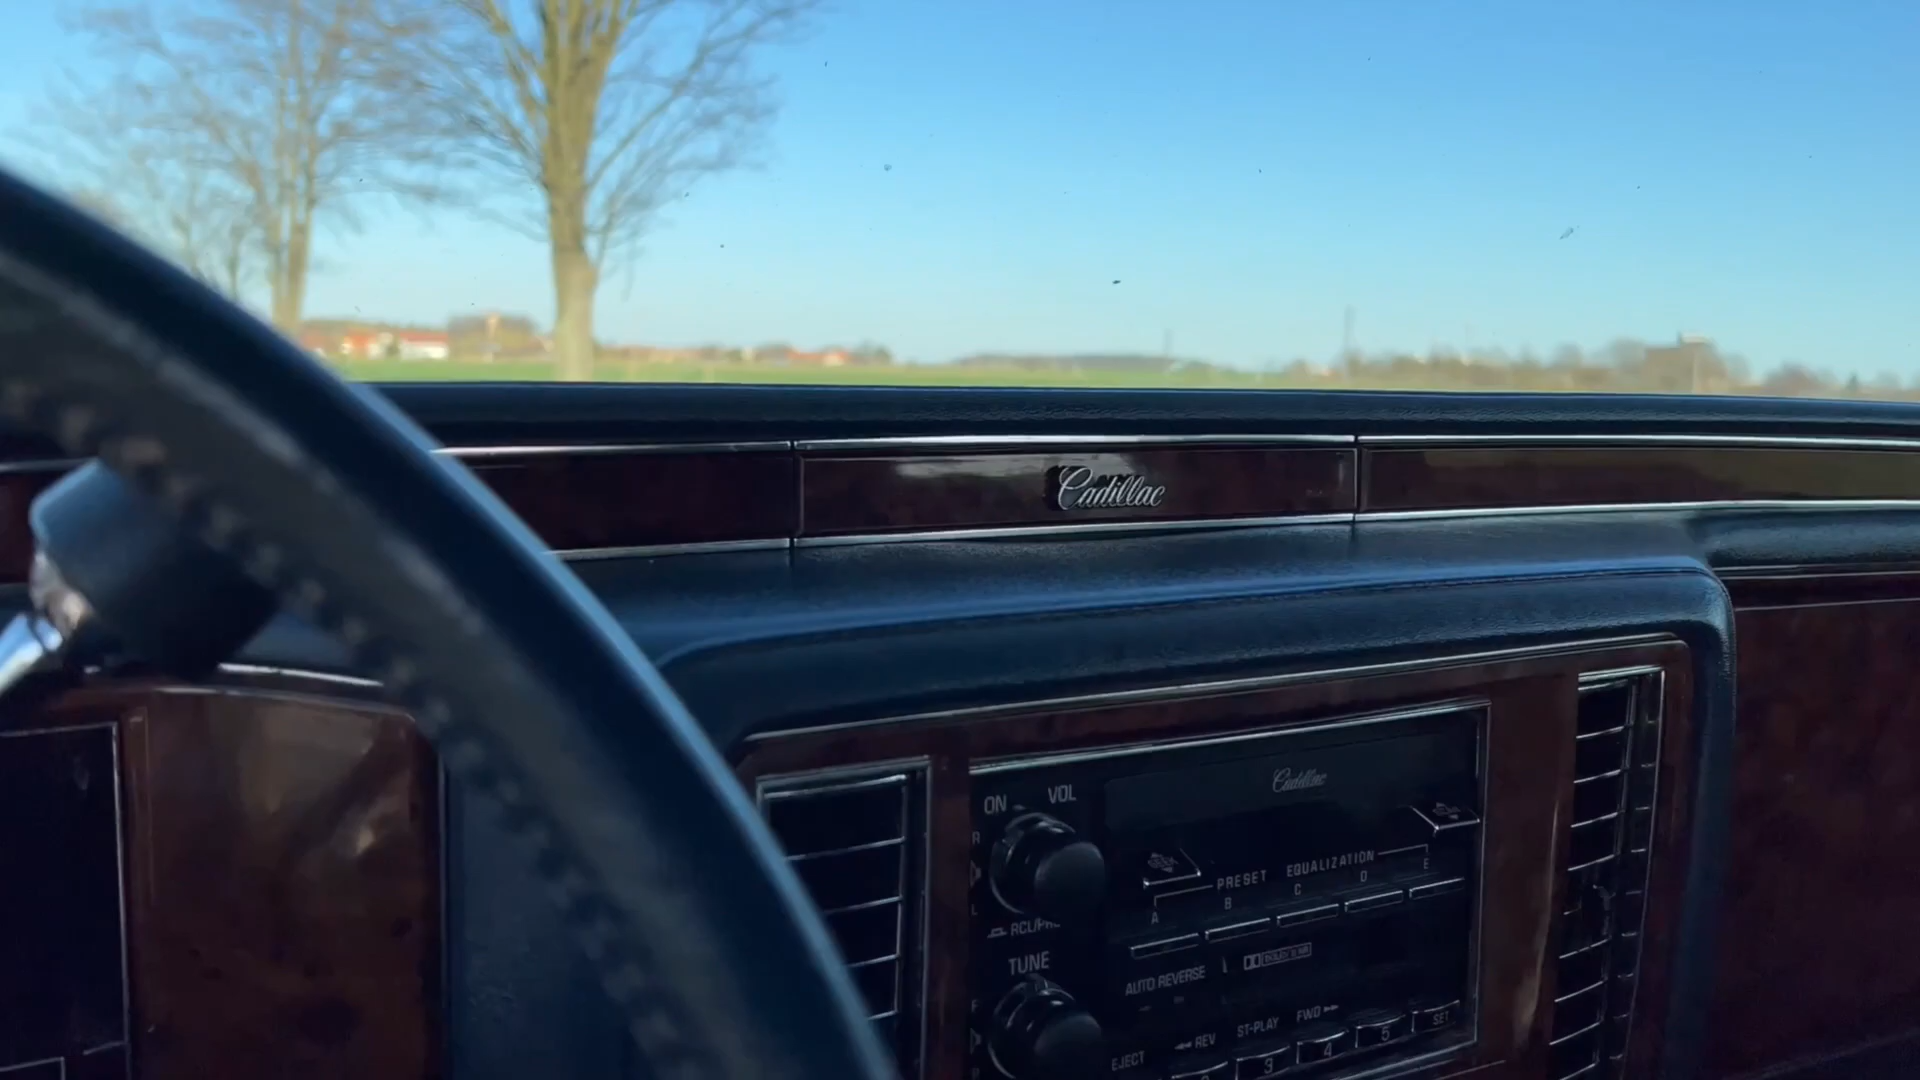 Cadillac
Cadillac
ON VOL
R
L
PRESET EQUALIZATION
A B C D E
TUNE
AUTO REVERSE
EJECT REV ST-PLAY FWD
3 4 5 SET